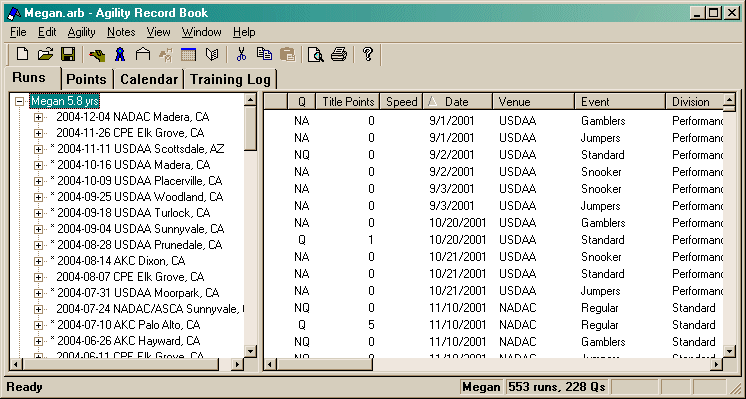 Megan.arb - Agility Record Book
File Edit Agility Notes View Window Help
Runs Points Calendar Training Log
Megan 5.8 yrs
2004-12-04 NADAC Madera, CA
2004-11-26 CPE Elk Grove, CA
* 2004-11-11 USDAA Scottsdale, AZ
* 2004-10-16 USDAA Madera, CA
* 2004-10-09 USDAA Placerville, CA
* 2004-09-25 USDAA Woodland, CA
* 2004-09-18 USDAA Turlock, CA
* 2004-09-04 USDAA Sunnyvale, CA
* 2004-08-28 USDAA Prunedale, CA
* 2004-08-14 AKC Dixon, CA
2004-08-07 CPE Elk Grove, CA
* 2004-07-31 USDAA Moorpark, CA
2004-07-24 NADAC/ASCA Sunnyvale,
* 2004-07-10 AKC Palo Alto, CA
* 2004-06-26 AKC Hayward, CA
2004-06-11 CPE Elk Grove, CA
Q Title Points Speed Date Venue Event Division
NA 0 9/1/2001 USDAA Gamblers Performanc
NA 0 9/1/2001 USDAA Jumpers Performanc
NQ 0 9/2/2001 USDAA Standard Performanc
NA 0 9/2/2001 USDAA Snooker Performanc
NA 0 9/3/2001 USDAA Snooker Performanc
NA 0 9/3/2001 USDAA Jumpers Performanc
NA 0 10/20/2001 USDAA Gamblers Performanc
Q 1 10/20/2001 USDAA Standard Performanc
NA 0 10/21/2001 USDAA Snooker Performanc
NA 0 10/21/2001 USDAA Standard Performanc
NA 0 10/21/2001 USDAA Jumpers Performanc
NQ 0 11/10/2001 NADAC Regular Standard
Q 5 11/10/2001 NADAC Regular Standard
NQ 0 11/10/2001 NADAC Gamblers Standard
NQ 0 11/10/2001 NADAC Jumpers Standard
Ready
Megan 553 runs, 228 Qs